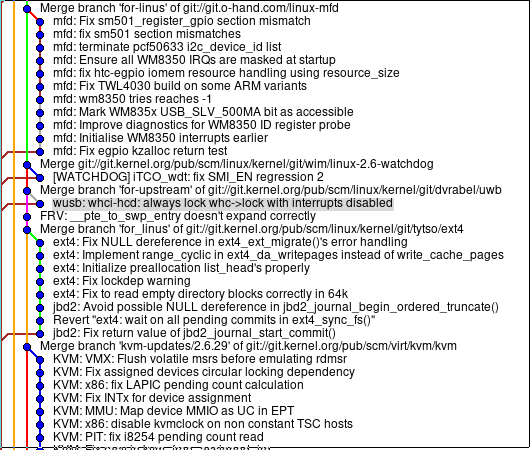 Merge branch 'for-linus' of git://git.o-hand.com/linux-mfd
mfd: Fix sm501_register_gpio section mismatch
mfd: fix sm501 section mismatches
mfd: terminate pcf50633 i2c_device_id list
mfd: Ensure all WM8350 IRQs are masked at startup
mfd: fix htc-egpio iomem resource handling using resource_size
mfd: Fix TWL4030 build on some ARM variants
mfd: wm8350 tries reaches -1
mfd: Mark WM835x USB_SLV_500MA bit as accessible
mfd: Improve diagnostics for WM8350 ID register probe
mfd: Initialise WM8350 interrupts earlier
mfd: Fix egpio kzalloc return test
Merge git://git.kernel.org/pub/scm/linux/kernel/git/wim/linux-2.6-watchdog
[WATCHDOG] iTCO_wdt: fix SMI_EN regression 2
Merge branch 'for-upstream' of git://git.kernel.org/pub/scm/linux/kernel/git/dvrabel/uwb
wusb: whci-hcd: always lock whc->lock with interrupts disabled
FRV: __pte_to_swp_entry doesn't expand correctly
Merge branch 'for_linus' of git://git.kernel.org/pub/scm/linux/kernel/git/tytso/ext4
ext4: Fix NULL dereference in ext4_ext_migrate()'s error handling
ext4: Implement range_cyclic in ext4_da_writepages instead of write_cache_pages
ext4: Initialize preallocation list_head's properly
ext4: Fix lockdep warning
ext4: Fix to read empty directory blocks correctly in 64k
jbd2: Avoid possible NULL dereference in jbd2_journal_begin_ordered_truncate()
Revert "ext4: wait on all pending commits in ext4_sync_fs()"
jbd2: Fix return value of jbd2_journal_start_commit()
Merge branch 'kvm-updates/2.6.29' of git://git.kernel.org/pub/scm/virt/kvm/kvm
KVM: VMX: Flush volatile msrs before emulating rdmsr
KVM: Fix assigned devices circular locking dependency
KVM: x86: fix LAPIC pending count calculation
KVM: Fix INTx for device assignment
KVM: MMU: Map device MMIO as UC in EPT
KVM: x86: disable kvmclock on non constant TSC hosts
KVM: PIT: fix i8254 pending count read